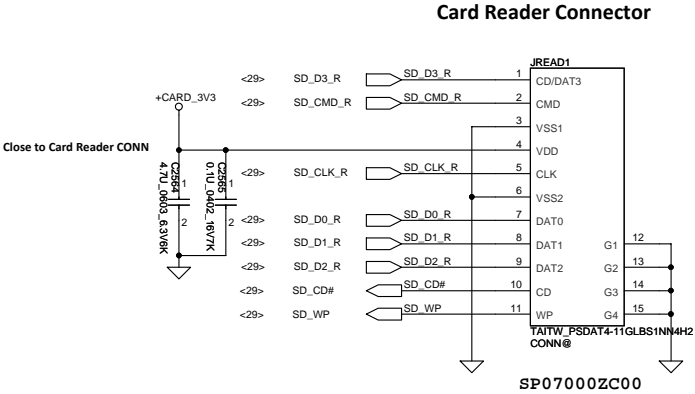 Card Reader Connector
JREAD1
<29> SD_D3_R SD_D3_R 1 CD/DAT3
+CARD_3V3
<29> SD_CMD_R SD_CMD_R 2 CMD
3 VSS1
Close to Card Reader CONN
4 VDD
C2564
4.7U_0603_6.3V6K
1
2
C2565
0.1U_0402_16V7K
1
2
<29> SD_CLK_R SD_CLK_R 5 CLK
6 VSS2
<29> SD_D0_R SD_D0_R 7 DAT0
<29> SD_D1_R SD_D1_R 8 DAT1 G1 12
<29> SD_D2_R SD_D2_R 9 DAT2 G2 13
<29> SD_CD# SD_CD# 10 CD G3 14
<29> SD_WP SD_WP 11 WP G4 15
TAITW_PSDAT4-11GLBS1NN4H2
CONN@
SP07000ZC00